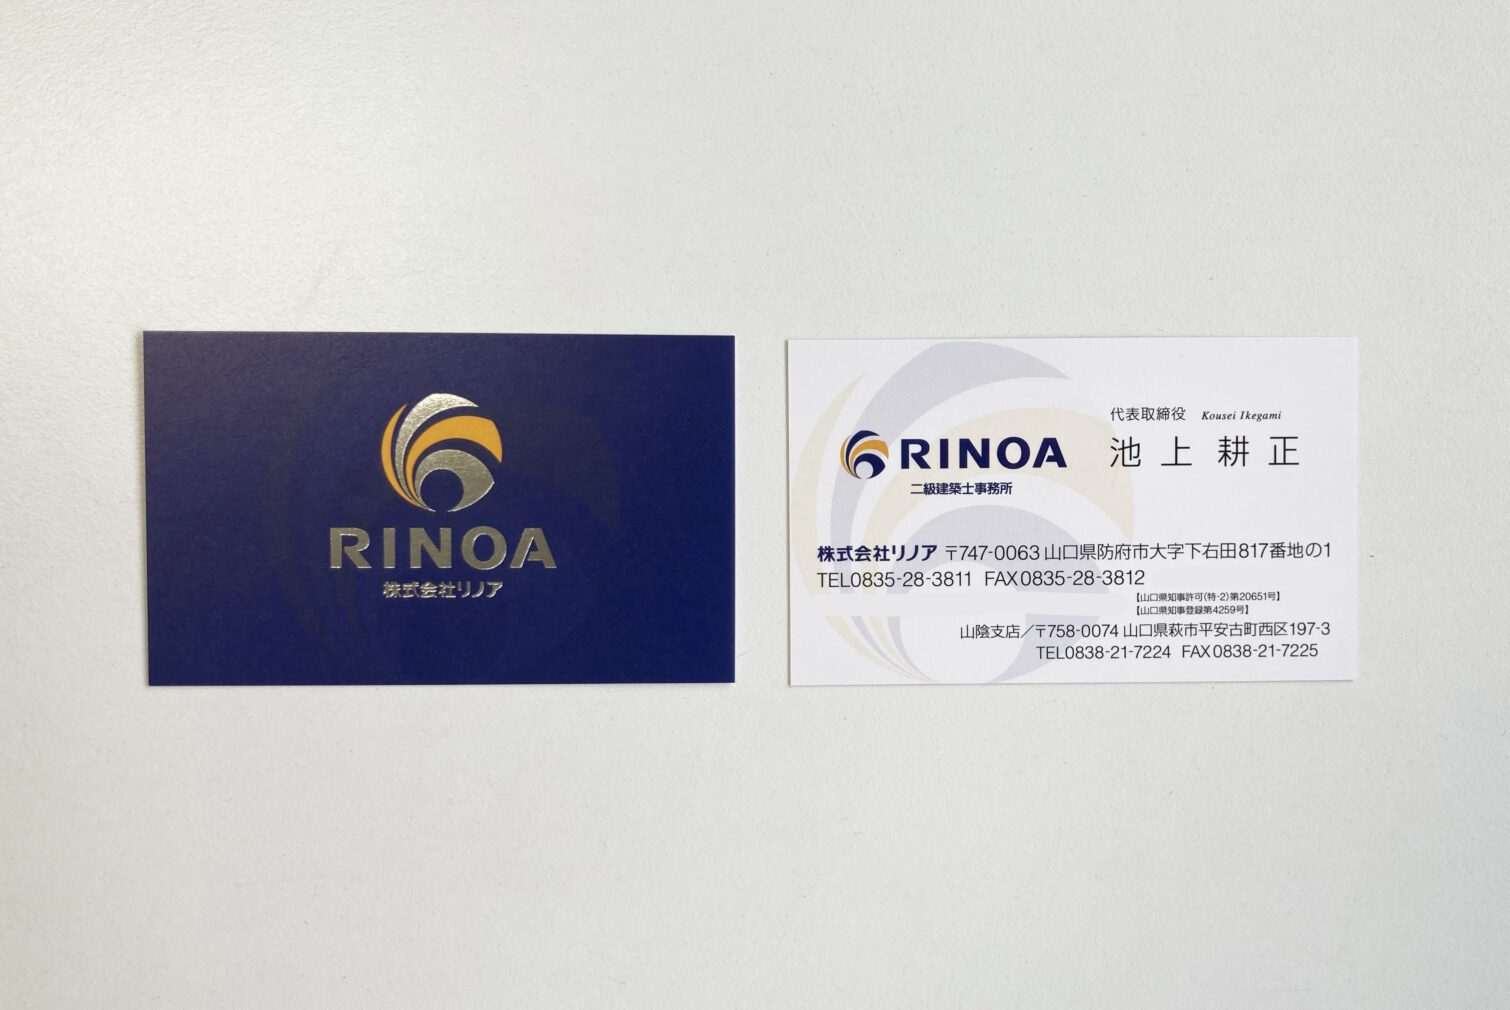 RINOA
株式会社リノア
代表取締役 Kousei Ikegami
RINOA 池上耕正
二級建築士事務所
株式会社リノア 〒747-0063 山口県防府市大字下右田817番地の1
TEL0835-28-3811 FAX0835-28-3812
【山口県知事許可(特-2)第20651号】
【山口県知事登録第4259号】
山陰支店／〒758-0074 山口県萩市平安古町西区197-3
TEL0838-21-7224 FAX0838-21-7225